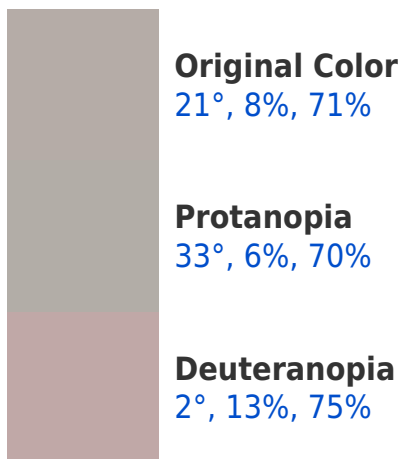 Original Color
21°, 8%, 71%
Protanopia
33°, 6%, 70%
Deuteranopia
2°, 13%, 75%